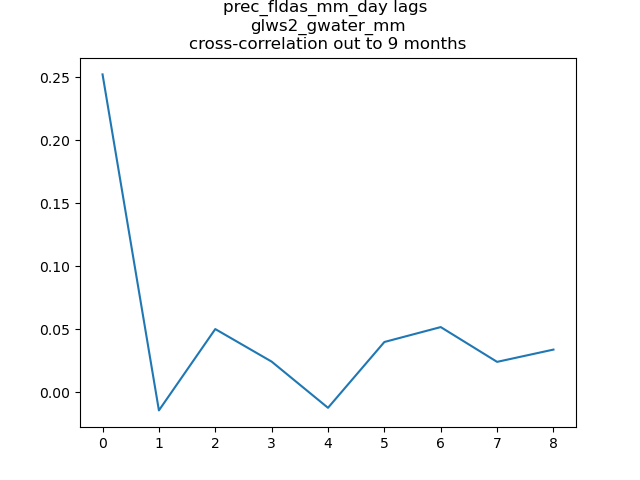 prec_fldas_mm_day lags
glws2_gwater_mm
cross-correlation out to 9 months
0.25
0.20
0.15
0.10
0.05
0.00
0 1 2 3 4 5 6 7 8